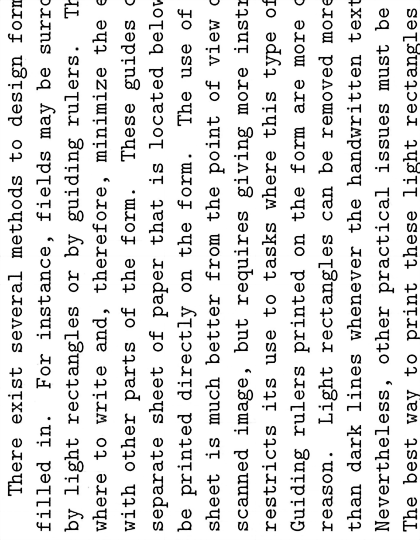 There exist several methods to design form
filled in. For instance, fields may be surro
by light rectangles or by guiding rulers. Th
where to write and, therefore, minimize the e
with other parts of the form. These guides c
separate sheet of paper that is located below
be printed directly on the form. The use of
sheet is much better from the point of view o
scanned image, but requires giving more instr
restricts its use to tasks where this type of
Guiding rulers printed on the form are more c
reason. Light rectangles can be removed more
than dark lines whenever the handwritten text
Nevertheless, other practical issues must be
The best way to print these light rectangles